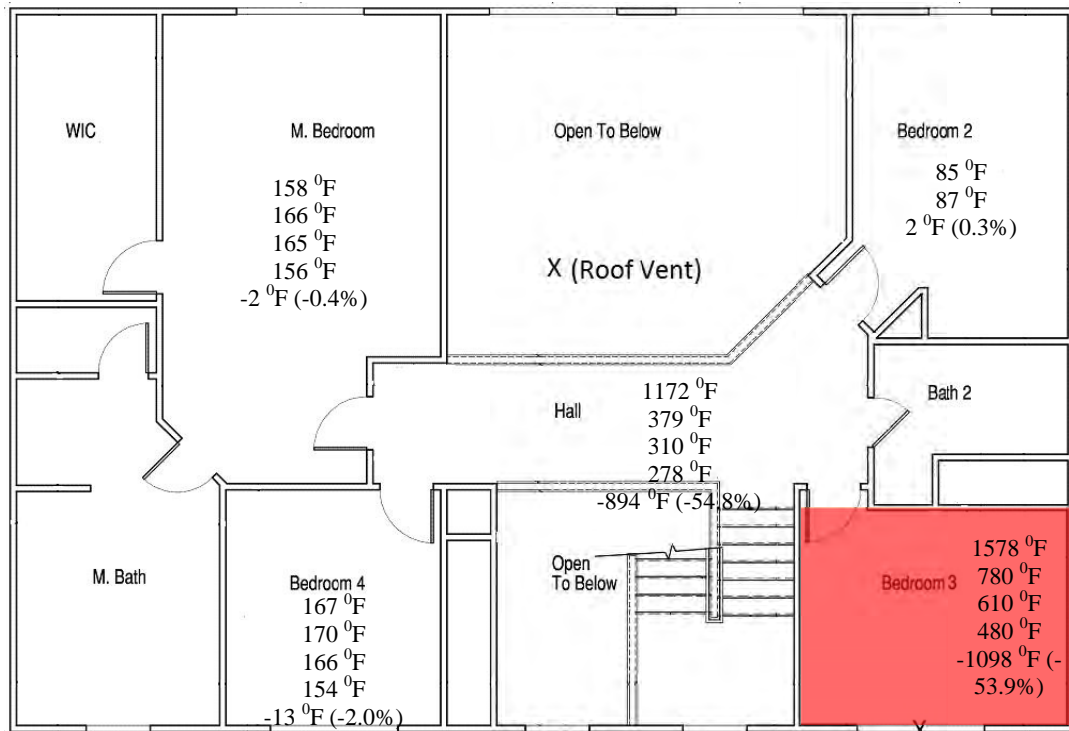 WIC
M. Bedroom
158 ⁰F
166 ⁰F
165 ⁰F
156 ⁰F
-2 ⁰F (-0.4%)
Open To Below
X (Roof Vent)
Bedroom 2
85 ⁰F
87 ⁰F
2 ⁰F (0.3%)
Hall
1172 ⁰F
379 ⁰F
310 ⁰F
278 ⁰F
-894 ⁰F (-54.8%)
Bath 2
M. Bath
Bedroom 4
167 ⁰F
170 ⁰F
166 ⁰F
154 ⁰F
-13 ⁰F (-2.0%)
Open
To Below
Bedroom 3
1578 ⁰F
780 ⁰F
610 ⁰F
480 ⁰F
-1098 ⁰F (-
53.9%)